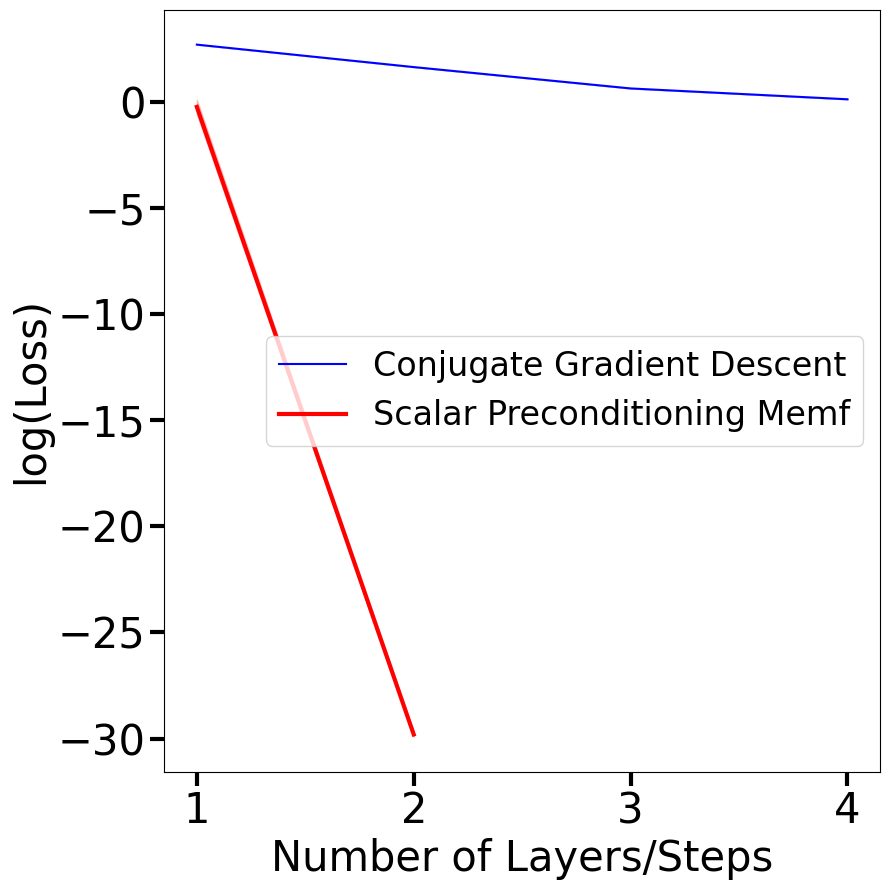 log(Loss)
0
−5
−10
−15
−20
−25
−30
Conjugate Gradient Descent
Scalar Preconditioning Memf
1 2 3 4
Number of Layers/Steps